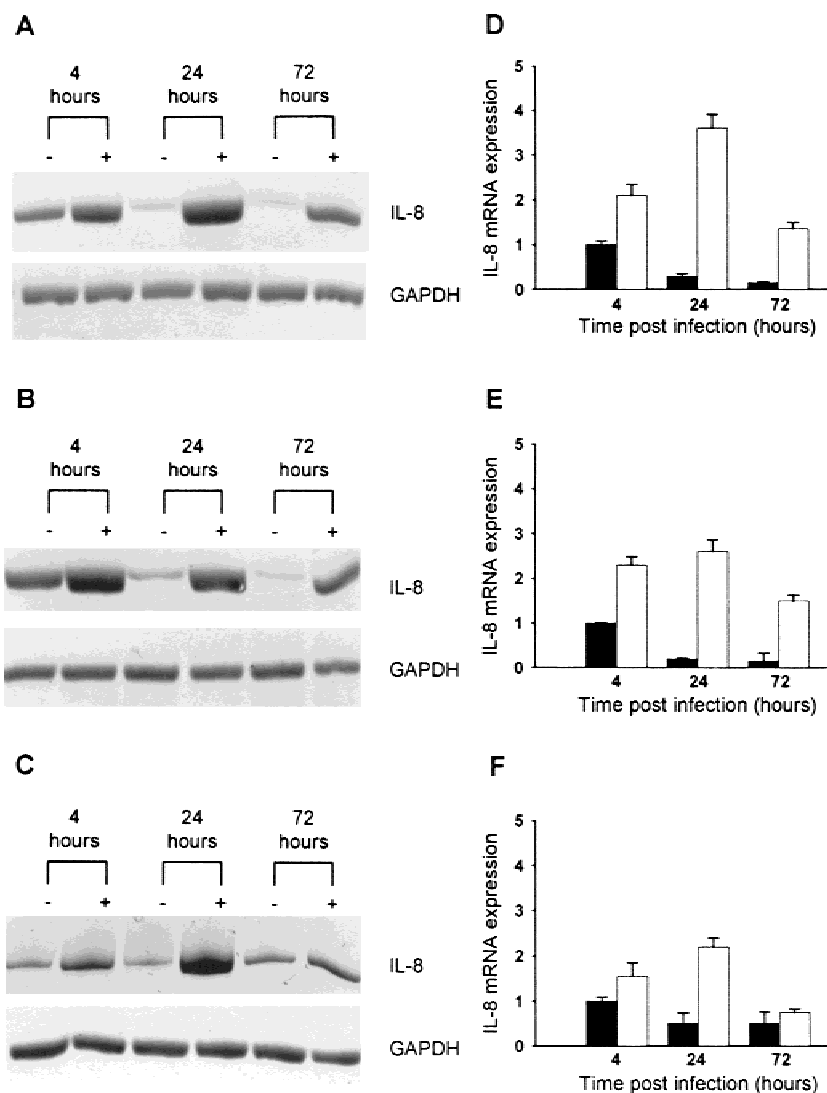 A
4 24 72
hours hours hours
- + - + - +
IL-8
GAPDH
D
5
4
3
2
1
0
IL-8 mRNA expression
4 24 72
Time post infection (hours)
B
4 24 72
hours hours hours
- + - + - +
IL-8
GAPDH
E
5
4
3
2
1
0
IL-8 mRNA expression
4 24 72
Time post infection (hours)
C
4 24 72
hours hours hours
- + - + - +
IL-8
GAPDH
F
5
4
3
2
1
0
IL-8 mRNA expression
4 24 72
Time post infection (hours)